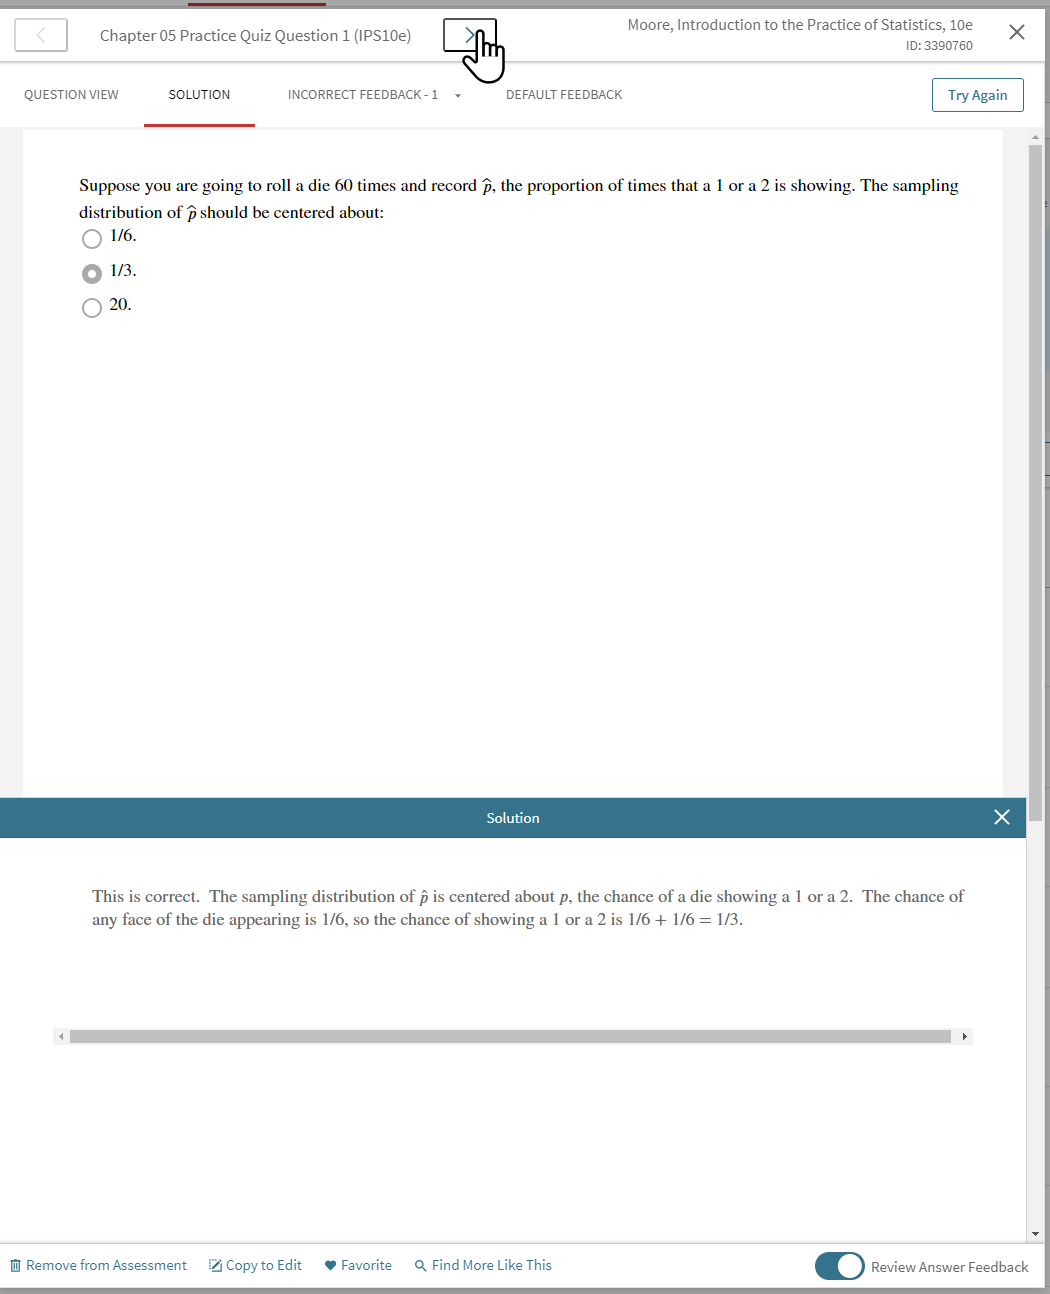 Chapter 05 Practice Quiz Question 1 (IPS10e)
Moore, Introduction to the Practice of Statistics, 10e
ID: 3390760
QUESTION VIEW
SOLUTION
INCORRECT FEEDBACK - 1
DEFAULT FEEDBACK
Try Again
Suppose you are going to roll a die 60 times and record p̂, the proportion of times that a 1 or a 2 is showing. The sampling
distribution of p̂ should be centered about:
1/6.
1/3.
20.
Solution
This is correct. The sampling distribution of p̂ is centered about p, the chance of a die showing a 1 or a 2. The chance of
any face of the die appearing is 1/6, so the chance of showing a 1 or a 2 is 1/6 + 1/6 = 1/3.
Remove from Assessment
Copy to Edit
Favorite
Find More Like This
Review Answer Feedback